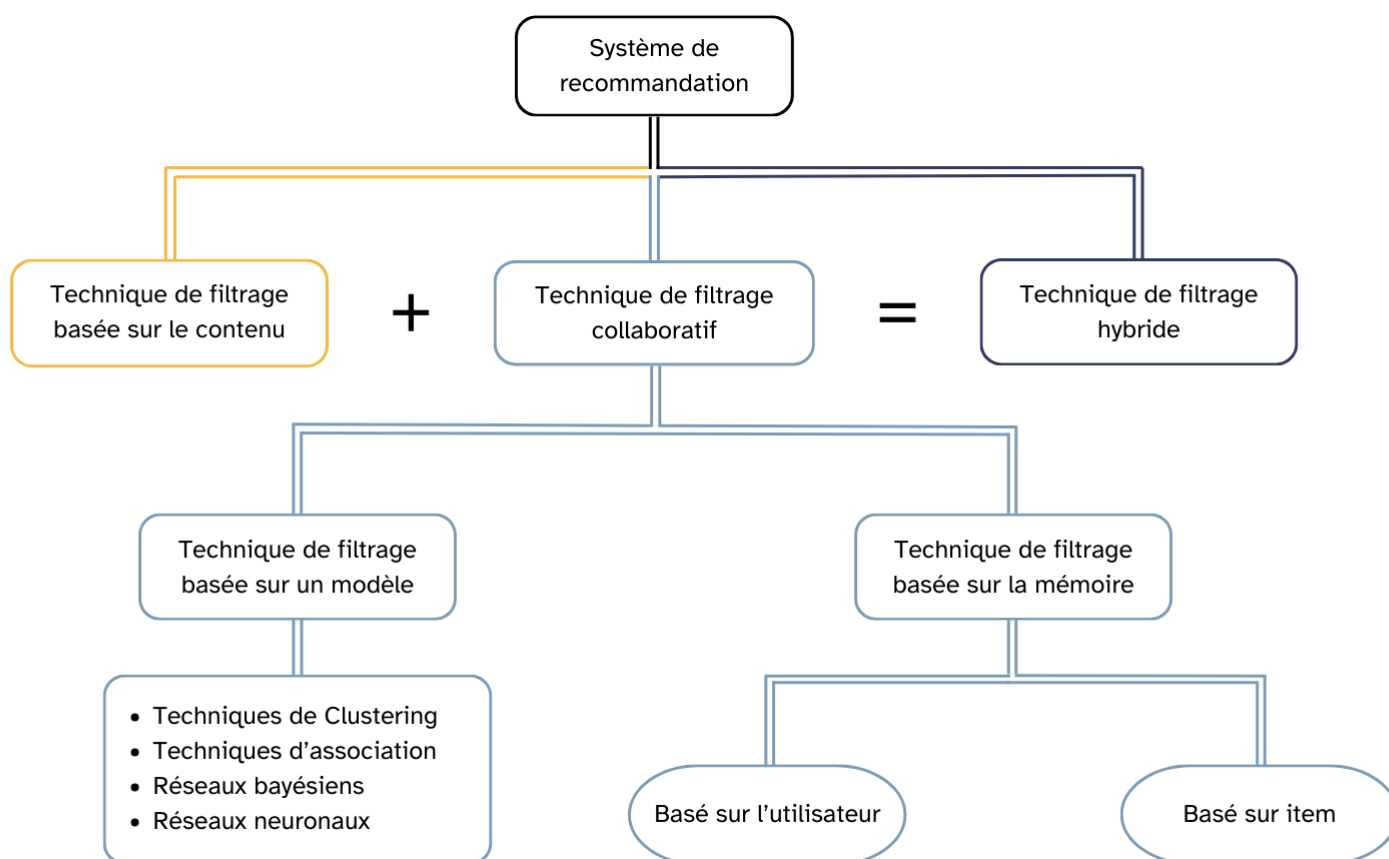 Système de
recommandation
Technique de filtrage
basée sur le contenu
+
Technique de filtrage
collaboratif
=
Technique de filtrage
hybride
Technique de filtrage
basée sur un modèle
Technique de filtrage
basée sur la mémoire
• Techniques de Clustering
• Techniques d’association
• Réseaux bayésiens
• Réseaux neuronaux
Basé sur l’utilisateur
Basé sur item